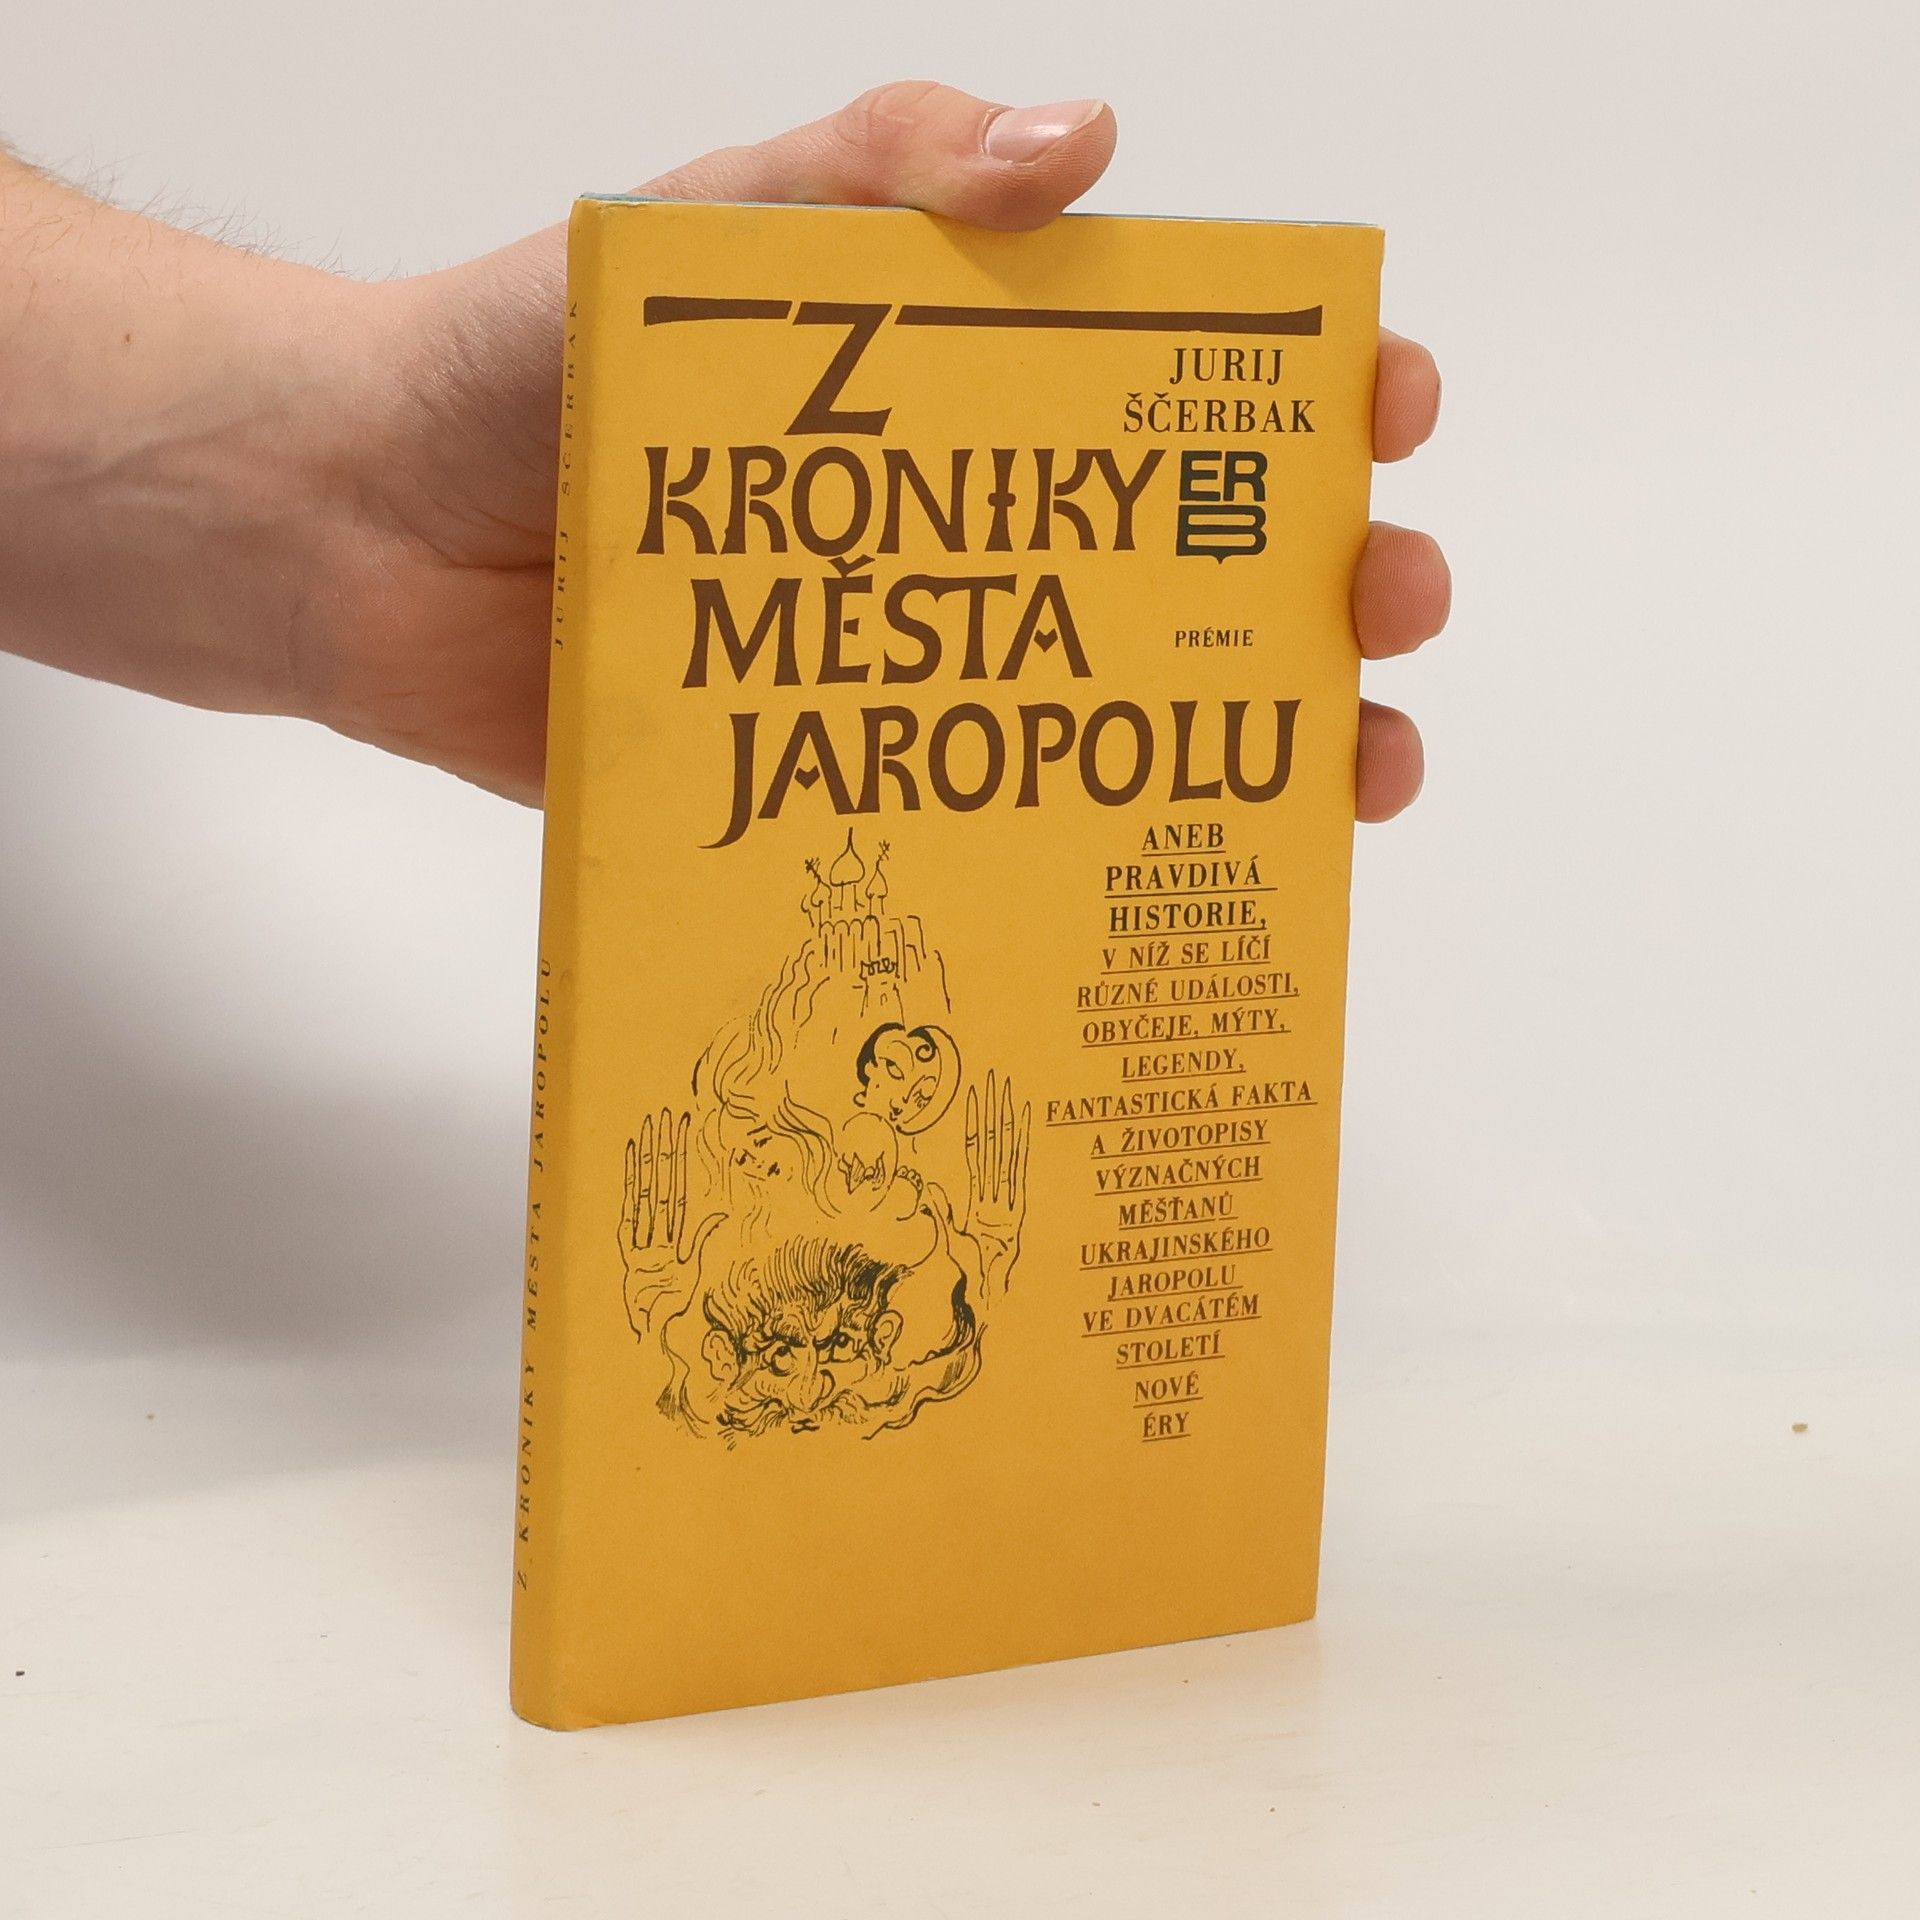 Z
KRONIKY
MĚSTA
JAROPOLU
JURIJ
ŠČERBAK
ER
B
PRÉMIE
ANEB
PRAVDIVÁ
HISTORIE,
V NÍŽ SE LÍČÍ
RŮZNÉ UDÁLOSTI,
OBYČEJE, MÝTY,
LEGENDY,
FANTASTICKÁ FAKTA
A ŽIVOTOPISY
VÝZNAČNÝCH
MĚŠŤANŮ
UKRAJINSKÉHO
JAROPOLU
VE DVACÁTÉM
STOLETÍ
NOVÉ
ÉRY
Z KRONIKY MĚSTA JAROPOLU JURIJ ŠČERBAK